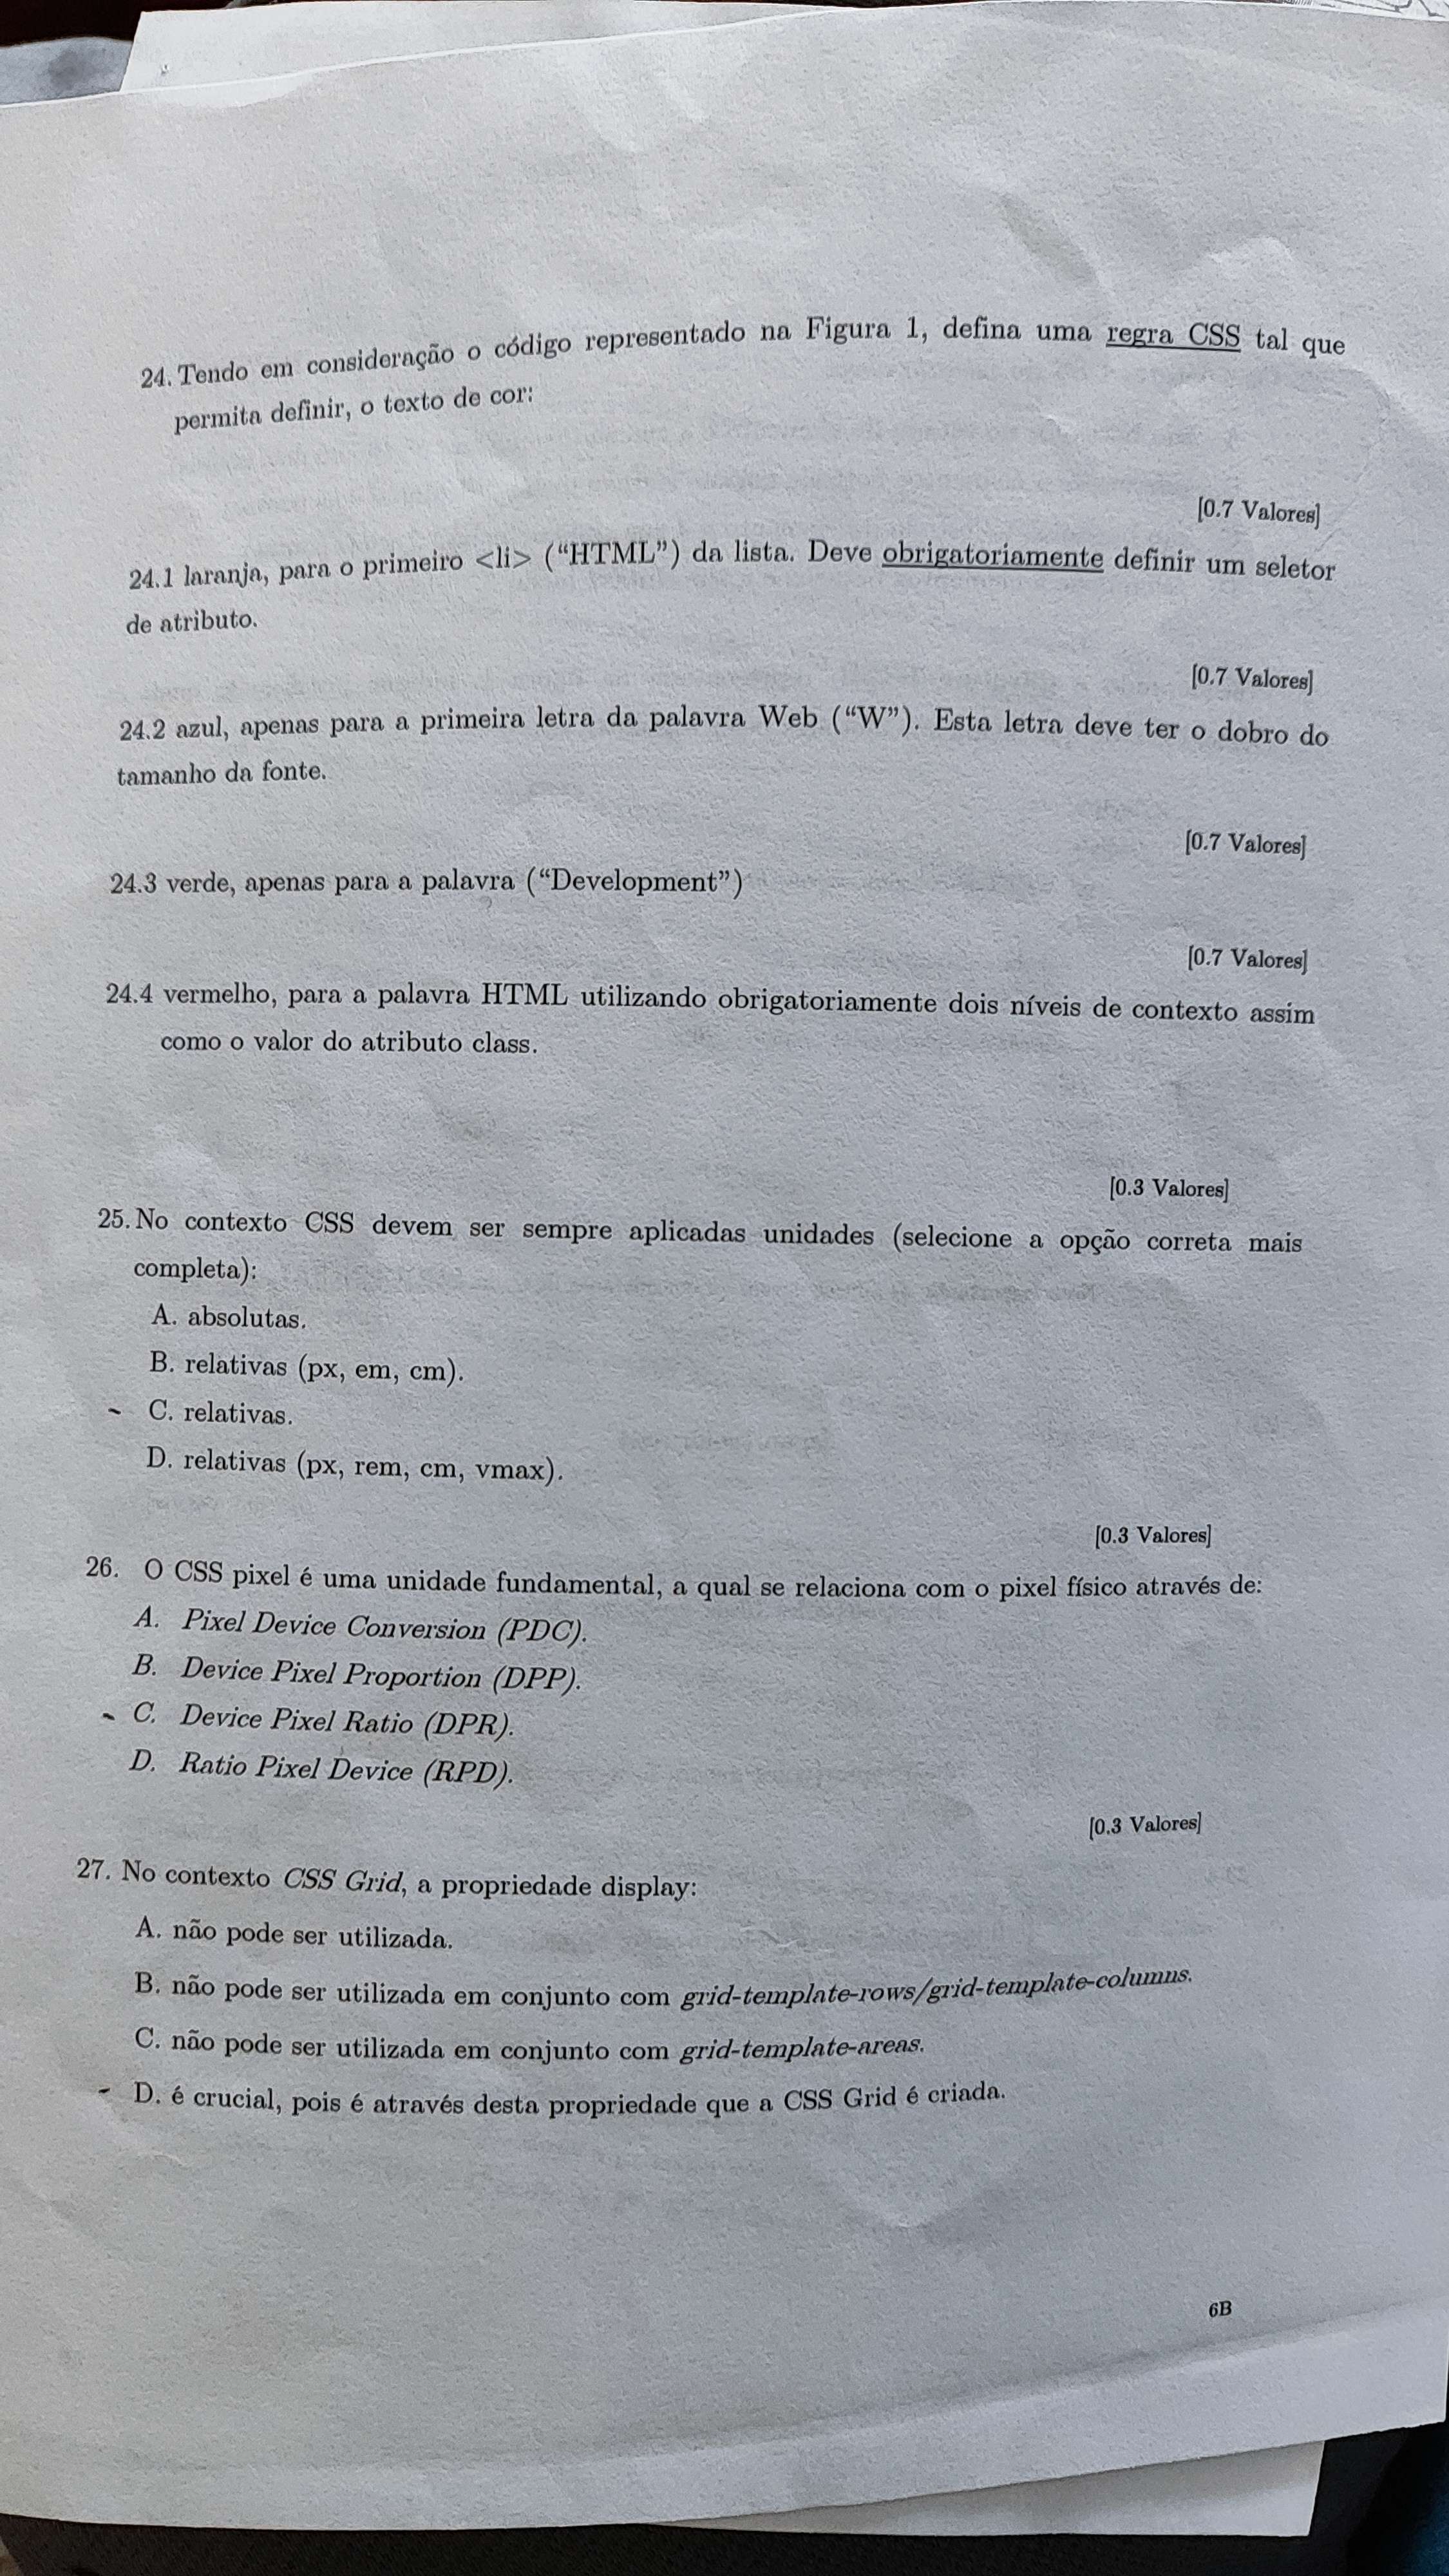 24. Tendo em consideração o código representado na Figura 1, defina uma regra CSS tal que
permita definir, o texto de cor:
[0.7 Valores]
24.1 laranja, para o primeiro <li> (“HTML”) da lista. Deve obrigatoriamente definir um seletor
de atributo.
[0.7 Valores]
24.2 azul, apenas para a primeira letra da palavra Web (“W”). Esta letra deve ter o dobro do
tamanho da fonte.
[0.7 Valores]
24.3 verde, apenas para a palavra (“Development”)
[0.7 Valores]
24.4 vermelho, para a palavra HTML utilizando obrigatoriamente dois níveis de contexto assim
como o valor do atributo class.
[0.3 Valores]
25. No contexto CSS devem ser sempre aplicadas unidades (selecione a opção correta mais
completa):
A. absolutas.
B. relativas (px, em, cm).
C. relativas.
D. relativas (px, rem, cm, vmax).
[0.3 Valores]
26. O CSS pixel é uma unidade fundamental, a qual se relaciona com o pixel físico através de:
A. Pixel Device Conversion (PDC).
B. Device Pixel Proportion (DPP).
C. Device Pixel Ratio (DPR).
D. Ratio Pixel Device (RPD).
[0.3 Valores]
27. No contexto CSS Grid, a propriedade display:
A. não pode ser utilizada.
B. não pode ser utilizada em conjunto com grid-template-rows/grid-template-columns.
C. não pode ser utilizada em conjunto com grid-template-areas.
D. é crucial, pois é através desta propriedade que a CSS Grid é criada.
6B